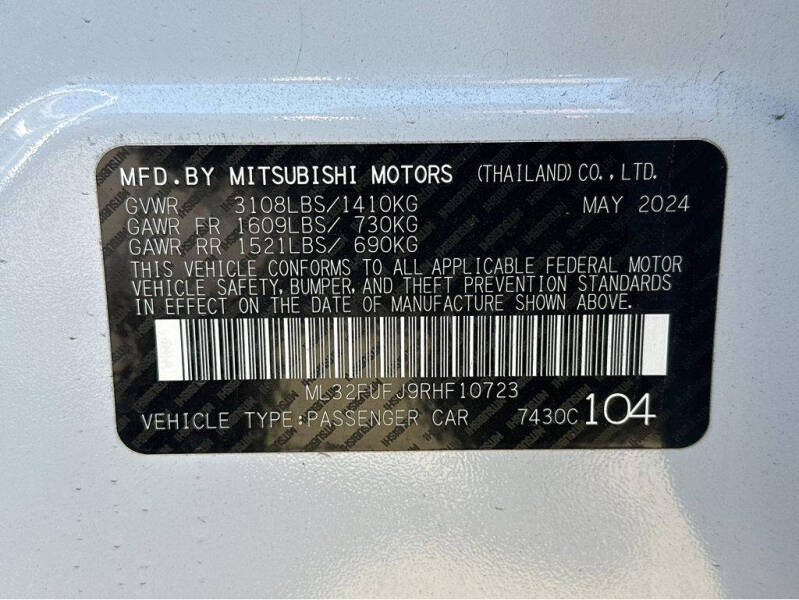 MFD.BY MITSUBISHI MOTORS (THAILAND)CO.,LTD.
GVWR 3108LBS/1410KG MAY 2024
GAWR FR 1609LBS/ 730KG
GAWR RR 1521LBS/ 690KG
THIS VEHICLE CONFORMS TO ALL APPLICABLE FEDERAL MOTOR
VEHICLE SAFETY,BUMPER,AND THEFT PREVENTION STANDARDS
IN EFFECT ON THE DATE OF MANUFACTURE SHOWN ABOVE.
ML32FUFJ9RHF10723
VEHICLE TYPE:PASSENGER CAR 7430C 104